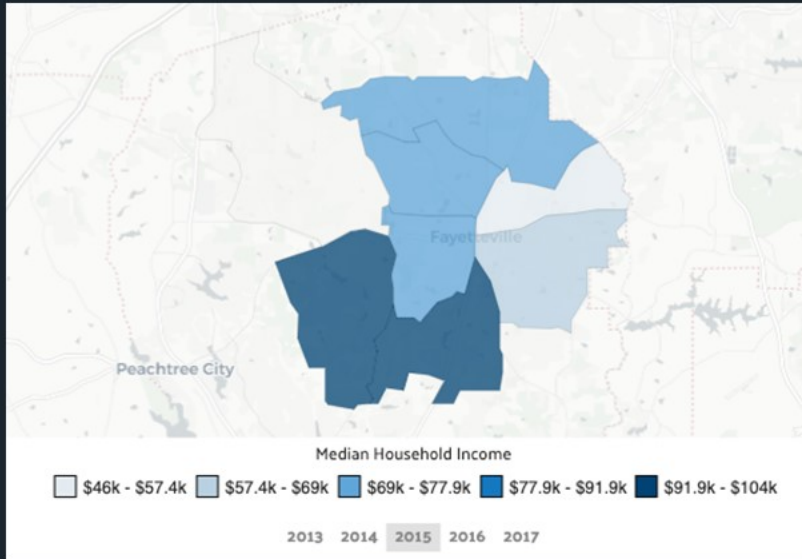 Fayetteville
Peachtree City
Median Household Income
$46k - $57.4k $57.4k - $69k $69k - $77.9k $77.9k - $91.9k $91.9k - $104k
2013 2014 2015 2016 2017